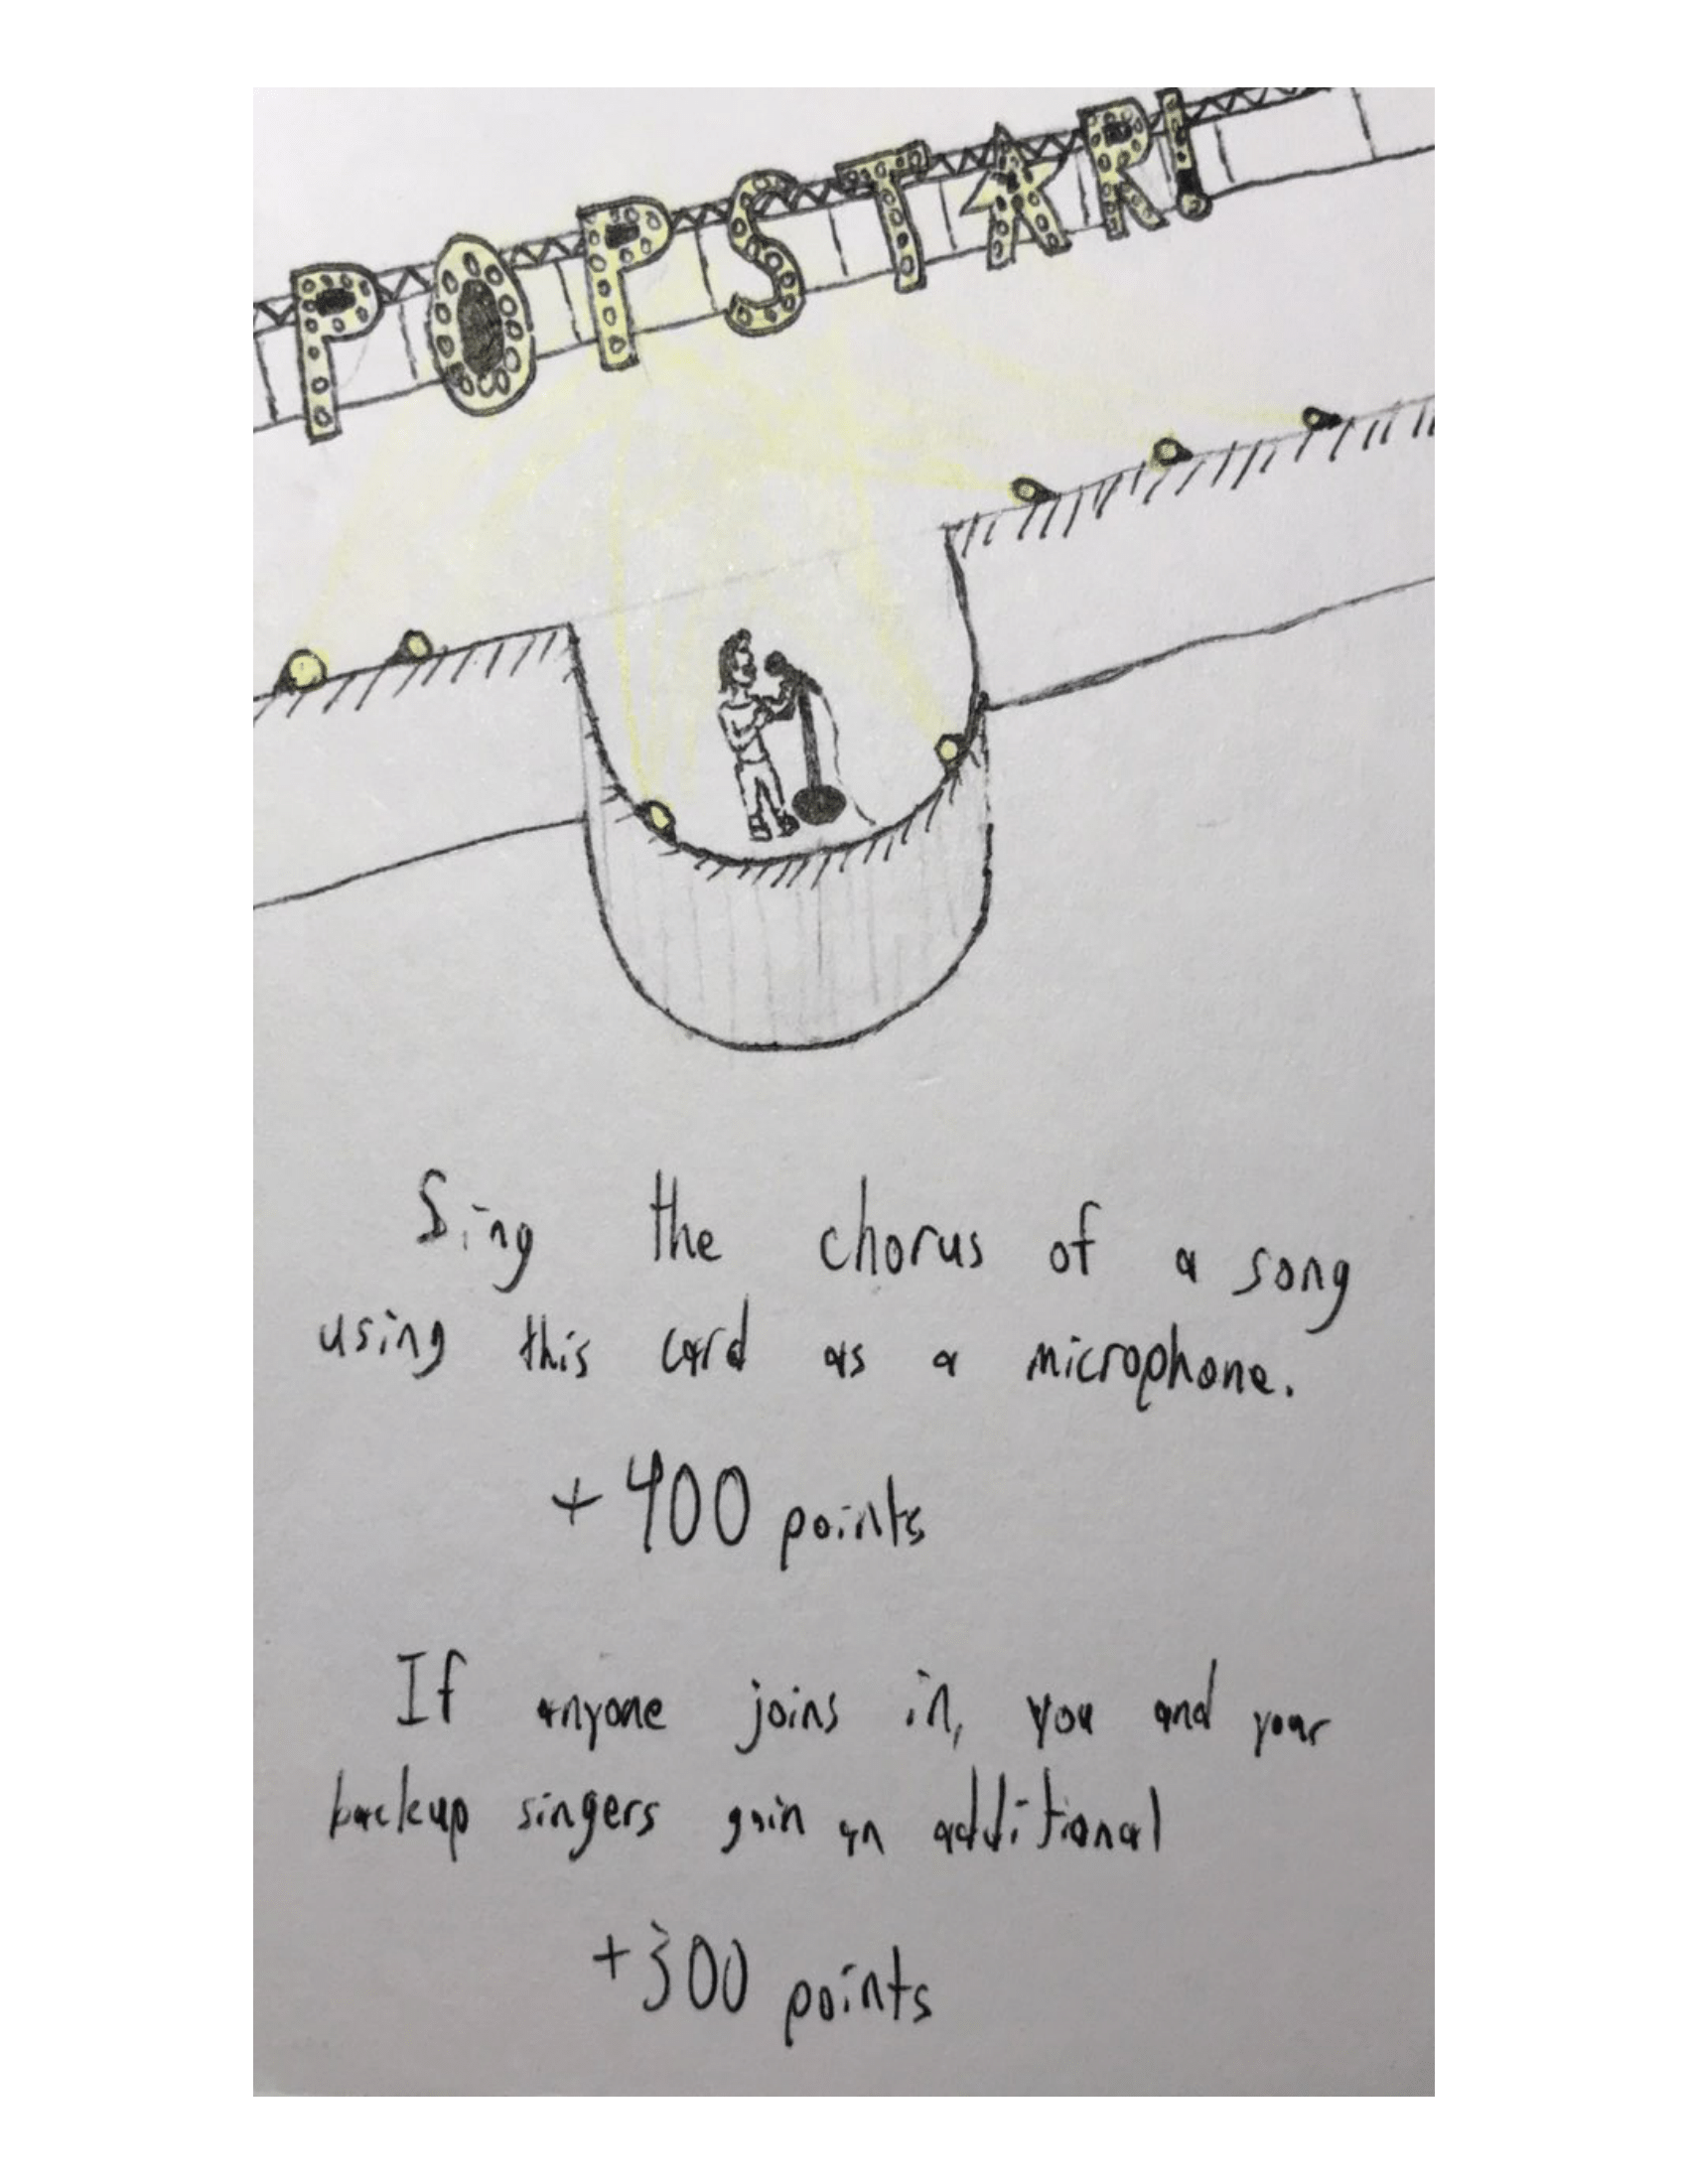 POPSTAR!
Sing the chorus of a song
using this card as a microphone.
+400 points
If anyone joins in, you and your
backup singers gain an additional
+300 points